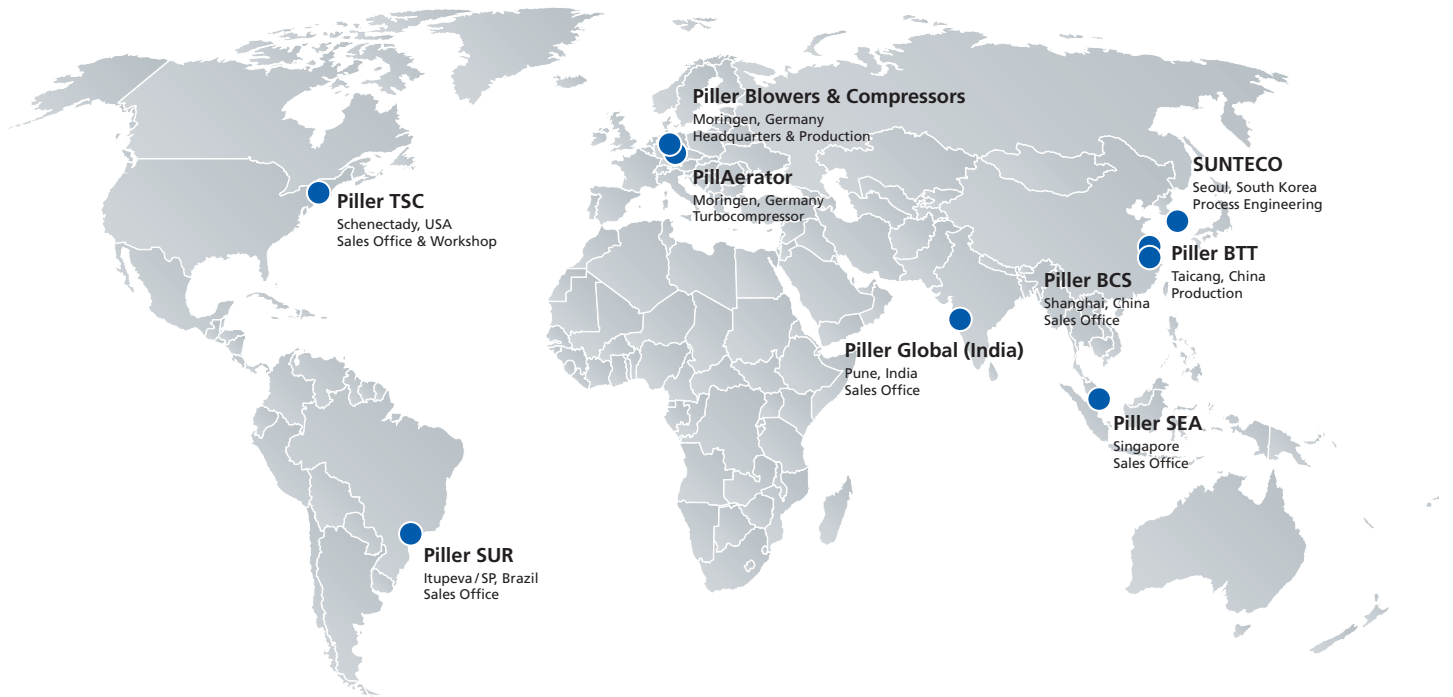 Piller Blowers & Compressors
Moringen, Germany
Headquarters & Production
PillAerator
Moringen, Germany
Turbocompressor
SUNTECO
Seoul, South Korea
Process Engineering
Piller TSC
Schenectady, USA
Sales Office & Workshop
Piller BTT
Taicang, China
Production
Piller BCS
Shanghai, China
Sales Office
Piller Global (India)
Pune, India
Sales Office
Piller SEA
Singapore
Sales Office
Piller SUR
Itupeva/SP, Brazil
Sales Office